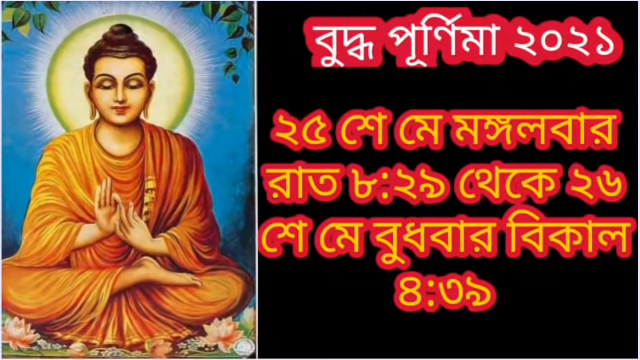 বুদ্ধ পূর্ণিমা ২০২১
২৫ শে মে মঙ্গলবার
রাত ৮:২৯ থেকে ২৬
শে মে বুধবার বিকাল
৪:৩৯